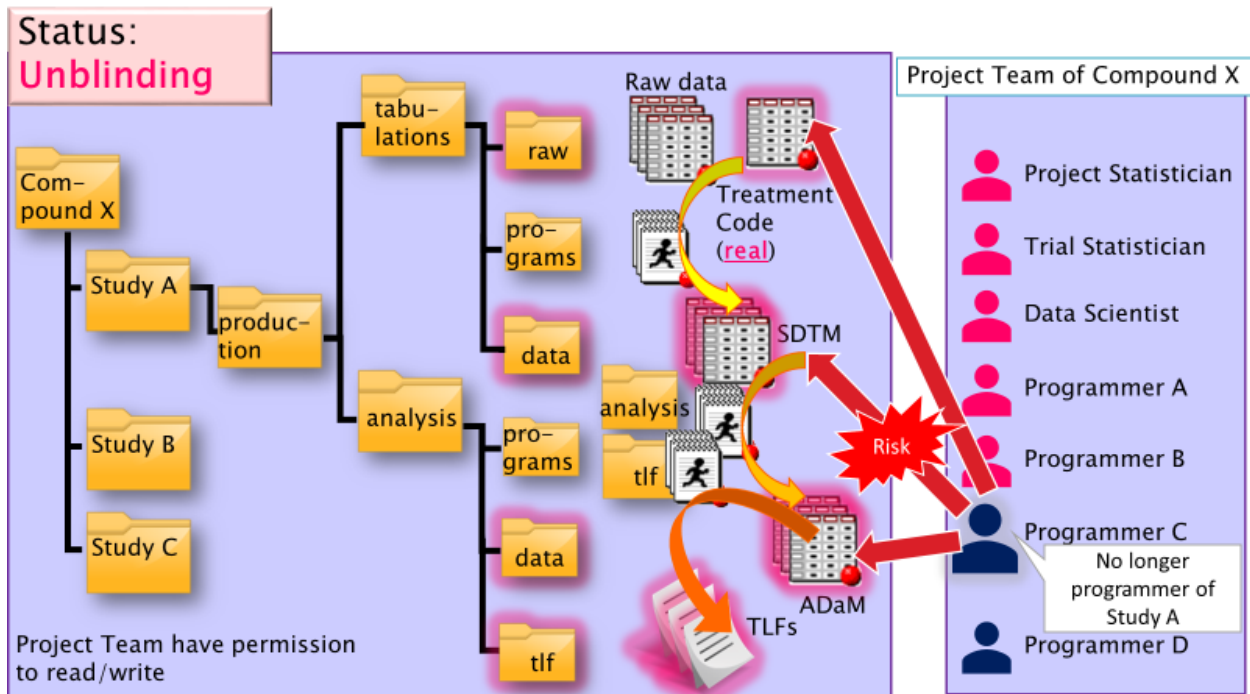 Status:
Unblinding
Project Team of Compound X
Com-
pound X
Study A
Study B
Study C
produc-
tion
tabu-
lations
raw
pro-
grams
data
analysis
pro-
grams
data
tlf
Raw data
Treatment
Code
(real)
SDTM
analysis
tlf
ADaM
TLFs
Risk
Project Statistician
Trial Statistician
Data Scientist
Programmer A
Programmer B
Programmer C
No longer
programmer of
Study A
Programmer D
Project Team have permission
to read/write